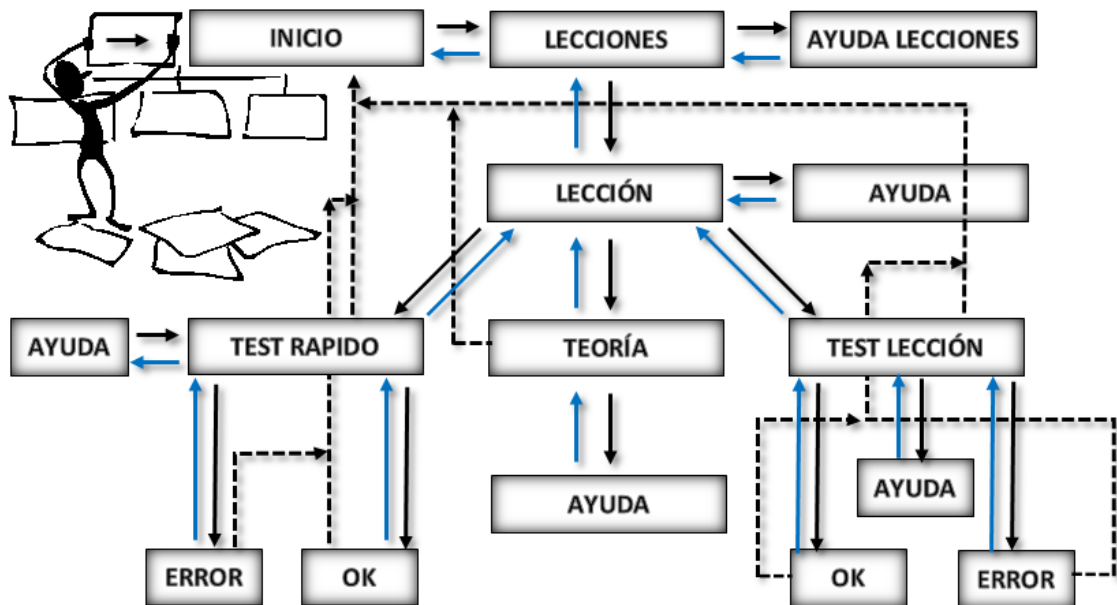 INICIO
LECCIONES
AYUDA LECCIONES
LECCIÓN
AYUDA
AYUDA
TEST RAPIDO
TEORÍA
TEST LECCIÓN
AYUDA
AYUDA
ERROR
OK
OK
ERROR